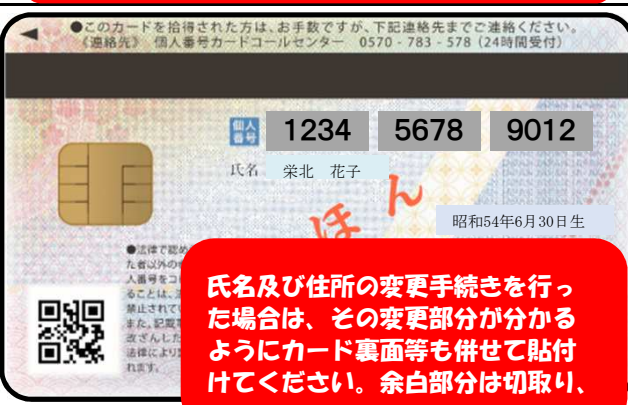 ●このカードを拾得された方は、お手数ですが、下記連絡先までご連絡ください。
《連絡先》 個人番号カードコールセンター 0570-783-578（24時間受付）
個人番号 1234 5678 9012
氏名 栄北 花子
ほん
昭和54年6月30日生
●法律で認め
た者以外の
人番号をコ
ることは、
禁止されてい
また、記載
改ざんした
法律により
れます。
氏名及び住所の変更手続きを行っ
た場合は、その変更部分が分かる
ようにカード裏面等も併せて貼付
けてください。余白部分は切取り、